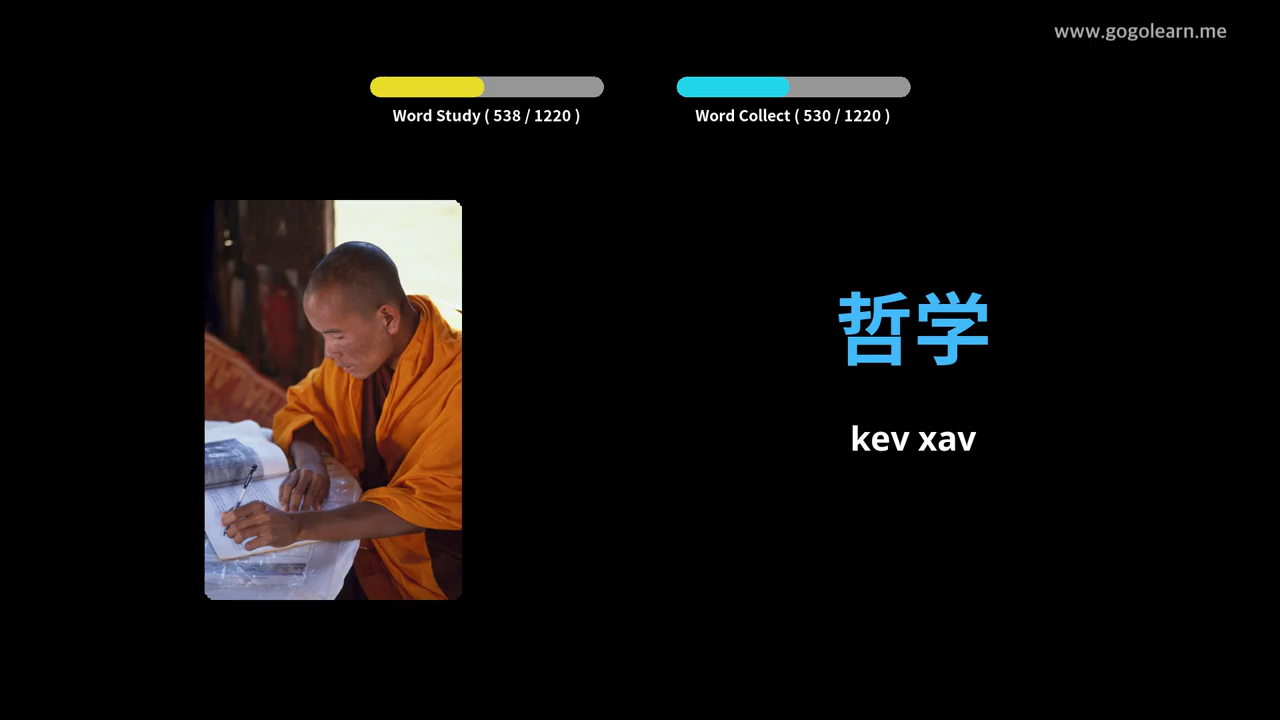 www.gogolearn.me
Word Study ( 538 / 1220 )
Word Collect ( 530 / 1220 )
哲学
kev xav